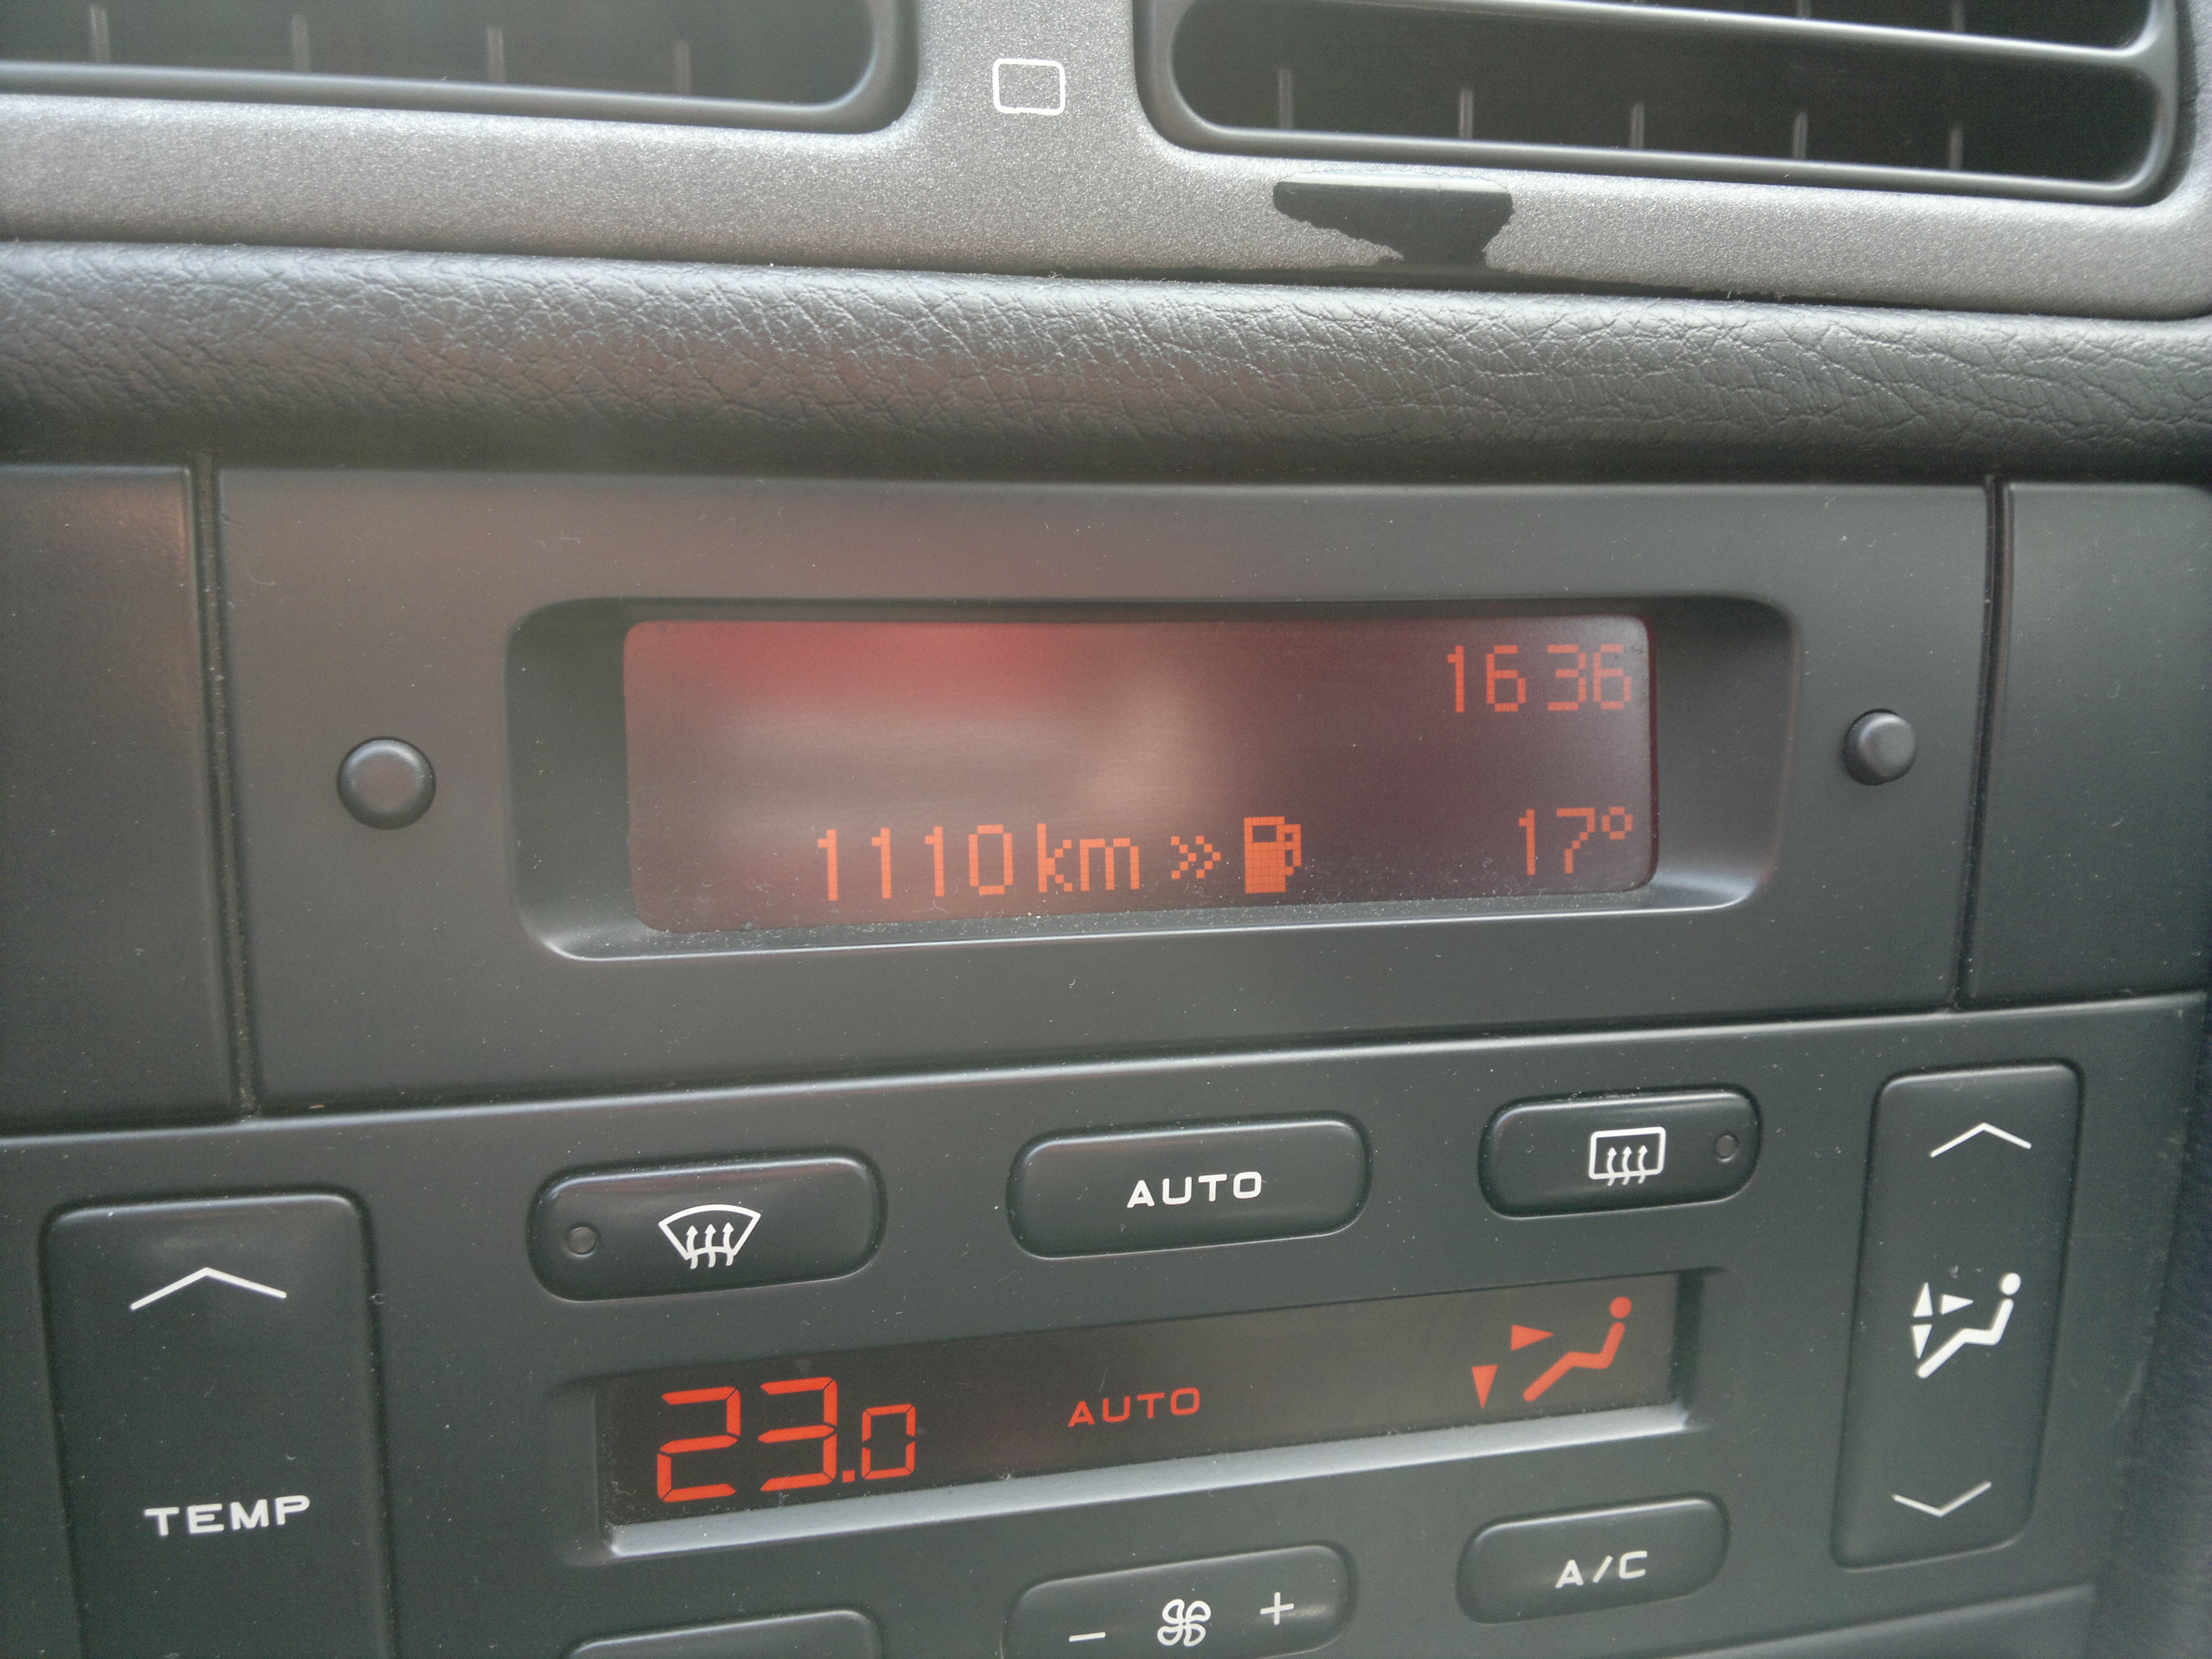 16 36
1110 km »
17°
AUTO
23.0
AUTO
TEMP
A/C
- +